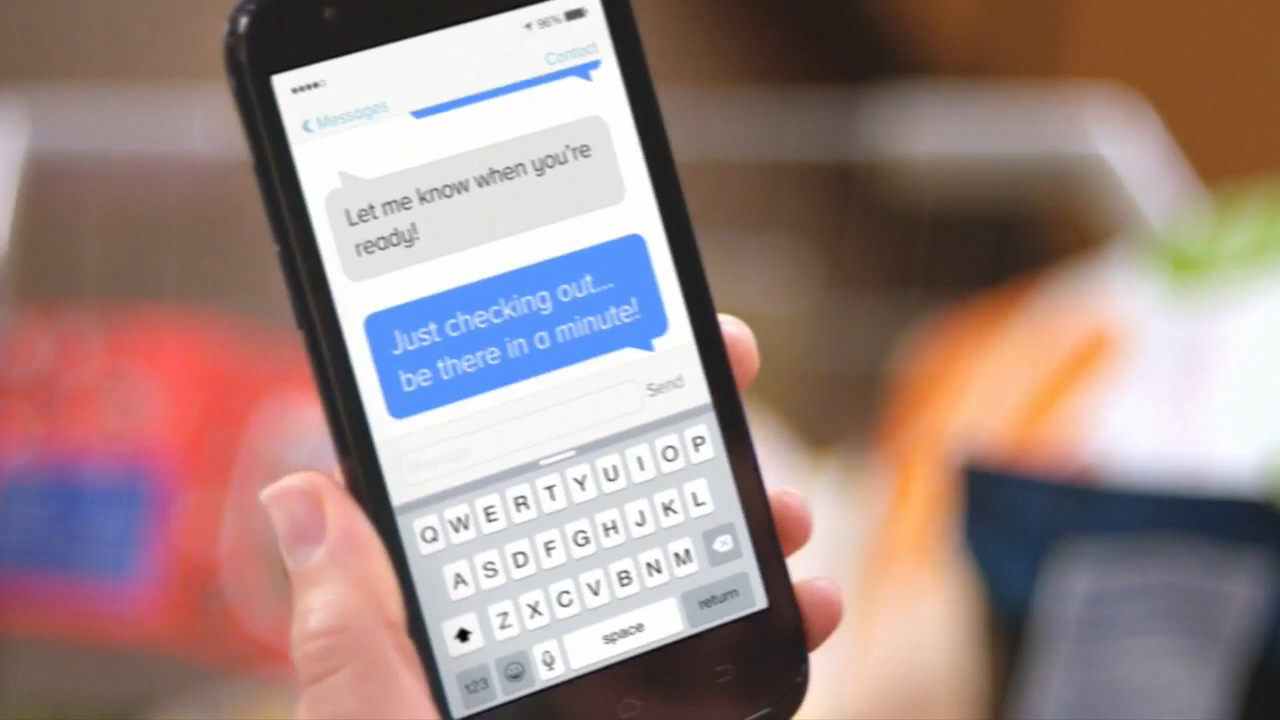 96%
Messages
Contact
Let me know when you're
ready!
Just checking out...
be there in a minute!
Send
Q W E R T Y U I O P
A S D F G H J K L
Z X C V B N M
123
space
return